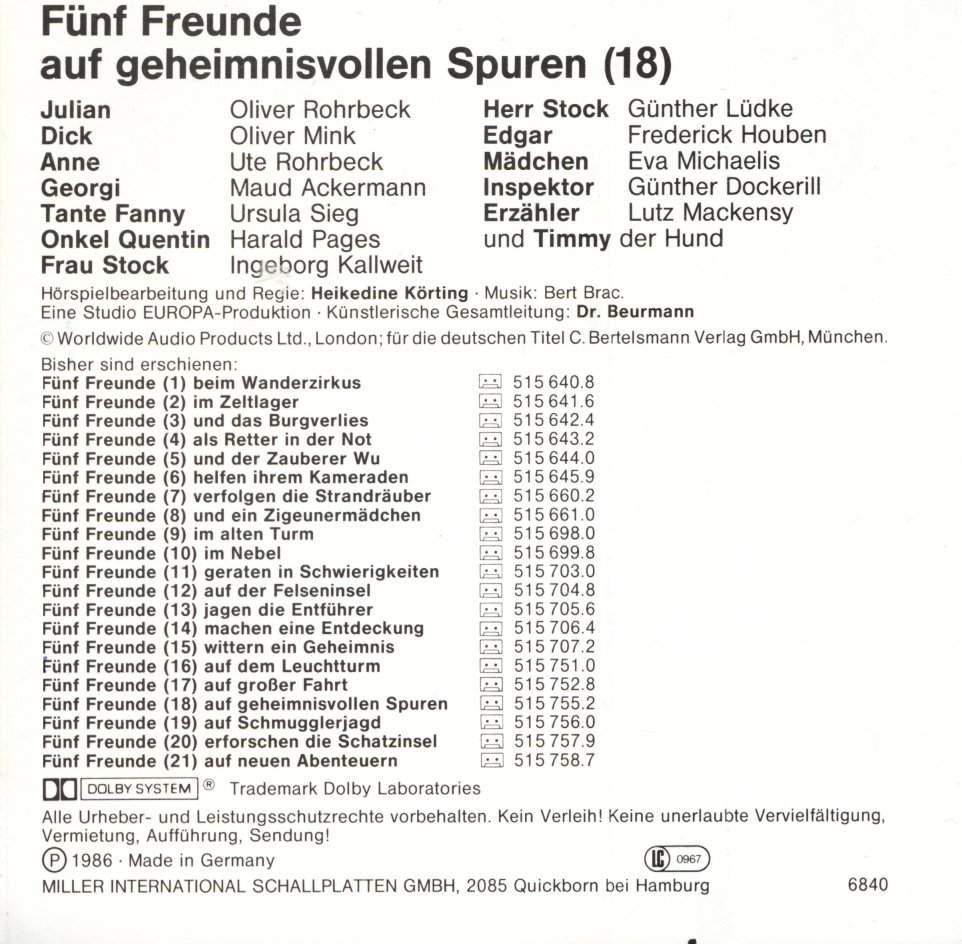 Fünf Freunde
auf geheimnisvollen Spuren (18)
Julian Oliver Rohrbeck
Dick Oliver Mink
Anne Ute Rohrbeck
Georgi Maud Ackermann
Tante Fanny Ursula Sieg
Onkel Quentin Harald Pages
Frau Stock Ingeborg Kallweit
Herr Stock Günther Lüdke
Edgar Frederick Houben
Mädchen Eva Michaelis
Inspektor Günther Dockerill
Erzähler Lutz Mackensy
und Timmy der Hund
Hörspielbearbeitung und Regie: Heikedine Körting · Musik: Bert Brac.
Eine Studio EUROPA-Produktion · Künstlerische Gesamtleitung: Dr. Beurmann
© Worldwide Audio Products Ltd., London; für die deutschen Titel C. Bertelsmann Verlag GmbH, München.
Bisher sind erschienen:
Fünf Freunde (1) beim Wanderzirkus 515 640.8
Fünf Freunde (2) im Zeltlager 515 641.6
Fünf Freunde (3) und das Burgverlies 515 642.4
Fünf Freunde (4) als Retter in der Not 515 643.2
Fünf Freunde (5) und der Zauberer Wu 515 644.0
Fünf Freunde (6) helfen ihrem Kameraden 515 645.9
Fünf Freunde (7) verfolgen die Strandräuber 515 660.2
Fünf Freunde (8) und ein Zigeunermädchen 515 661.0
Fünf Freunde (9) im alten Turm 515 698.0
Fünf Freunde (10) im Nebel 515 699.8
Fünf Freunde (11) geraten in Schwierigkeiten 515 703.0
Fünf Freunde (12) auf der Felseninsel 515 704.8
Fünf Freunde (13) jagen die Entführer 515 705.6
Fünf Freunde (14) machen eine Entdeckung 515 706.4
Fünf Freunde (15) wittern ein Geheimnis 515 707.2
Fünf Freunde (16) auf dem Leuchtturm 515 751.0
Fünf Freunde (17) auf großer Fahrt 515 752.8
Fünf Freunde (18) auf geheimnisvollen Spuren 515 755.2
Fünf Freunde (19) auf Schmugglerjagd 515 756.0
Fünf Freunde (20) erforschen die Schatzinsel 515 757.9
Fünf Freunde (21) auf neuen Abenteuern 515 758.7
DOLBY SYSTEM ® Trademark Dolby Laboratories
Alle Urheber- und Leistungsschutzrechte vorbehalten. Kein Verleih! Keine unerlaubte Vervielfältigung,
Vermietung, Aufführung, Sendung!
℗ 1986 · Made in Germany LC 0967
MILLER INTERNATIONAL SCHALLPLATTEN GMBH, 2085 Quickborn bei Hamburg 6840